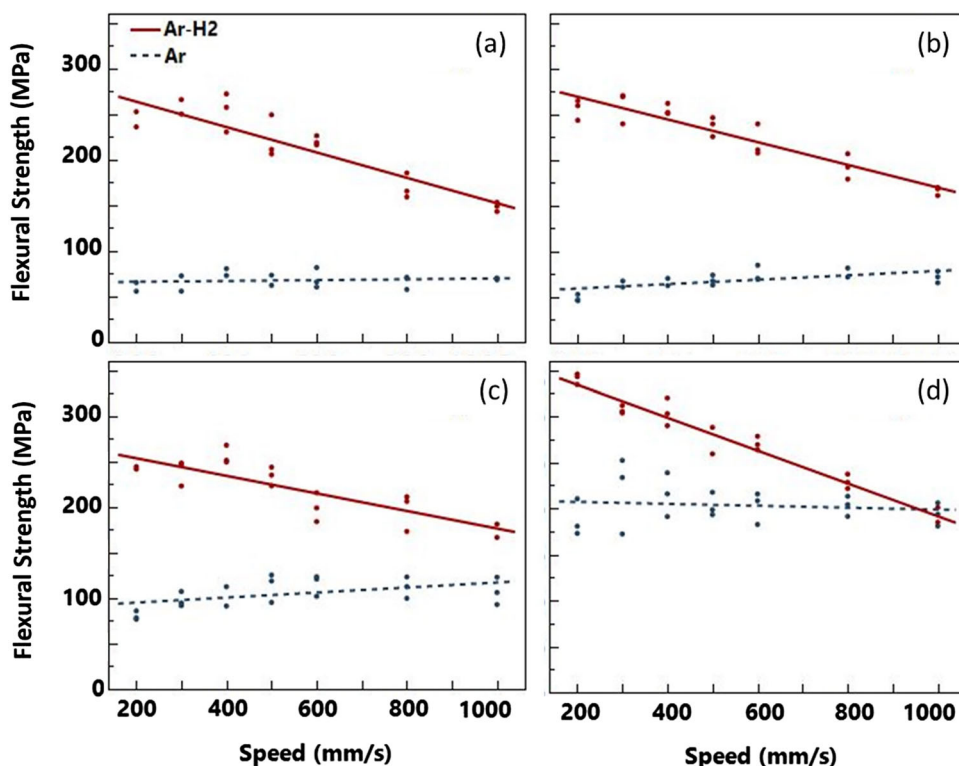 Ar-H2
Ar
(a)
(b)
Flexural Strength (MPa)
300
200
100
0
(c)
(d)
Flexural Strength (MPa)
300
200
100
0
200 400 600 800 1000
200 400 600 800 1000
Speed (mm/s)
Speed (mm/s)